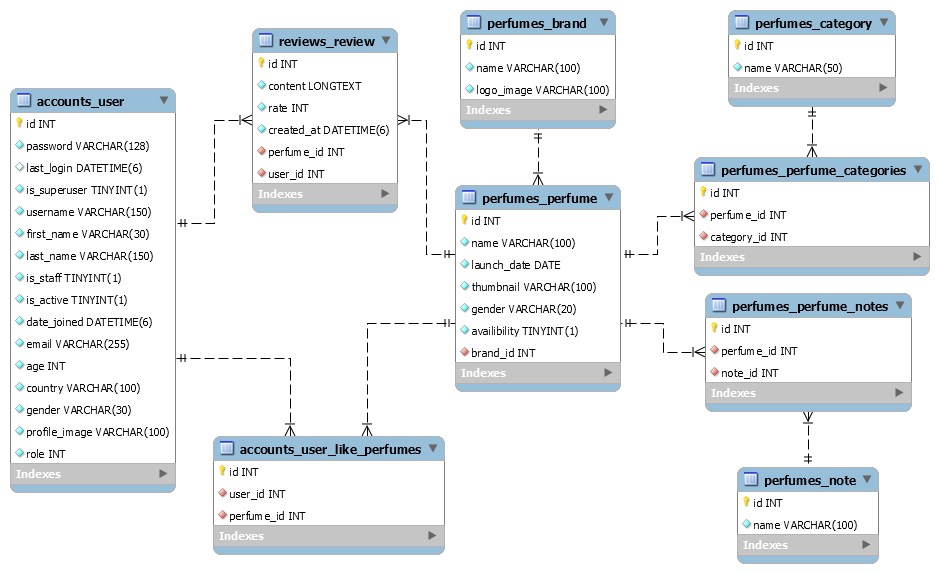 accounts_user
id INT
password VARCHAR(128)
last_login DATETIME(6)
is_superuser TINYINT(1)
username VARCHAR(150)
first_name VARCHAR(30)
last_name VARCHAR(150)
is_staff TINYINT(1)
is_active TINYINT(1)
date_joined DATETIME(6)
email VARCHAR(255)
age INT
country VARCHAR(100)
gender VARCHAR(30)
profile_image VARCHAR(100)
role INT
Indexes
reviews_review
id INT
content LONGTEXT
rate INT
created_at DATETIME(6)
perfume_id INT
user_id INT
Indexes
accounts_user_like_perfumes
id INT
user_id INT
perfume_id INT
Indexes
perfumes_brand
id INT
name VARCHAR(100)
logo_image VARCHAR(100)
Indexes
perfumes_perfume
id INT
name VARCHAR(100)
launch_date DATE
thumbnail VARCHAR(100)
gender VARCHAR(20)
availibility TINYINT(1)
brand_id INT
Indexes
perfumes_category
id INT
name VARCHAR(50)
Indexes
perfumes_perfume_categories
id INT
perfume_id INT
category_id INT
Indexes
perfumes_perfume_notes
id INT
perfume_id INT
note_id INT
Indexes
perfumes_note
id INT
name VARCHAR(100)
Indexes